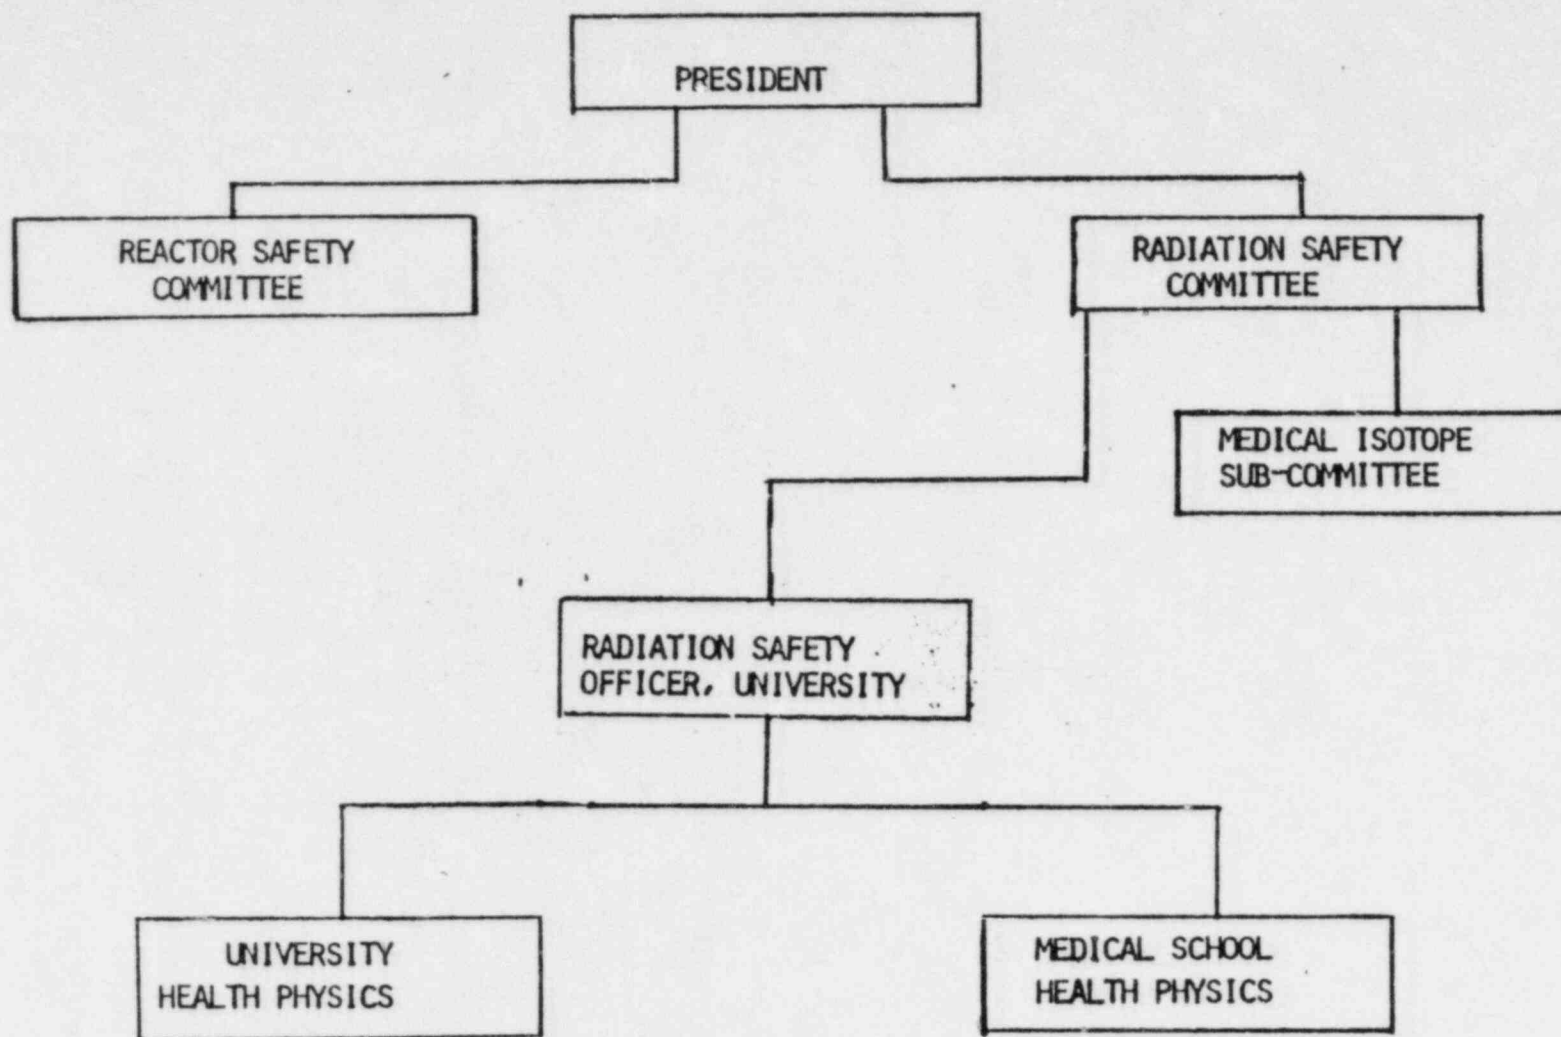 PRESIDENT
REACTOR SAFETY
COMMITTEE
RADIATION SAFETY
COMMITTEE
MEDICAL ISOTOPE
SUB-COMMITTEE
RADIATION SAFETY
OFFICER, UNIVERSITY
UNIVERSITY
HEALTH PHYSICS
MEDICAL SCHOOL
HEALTH PHYSICS